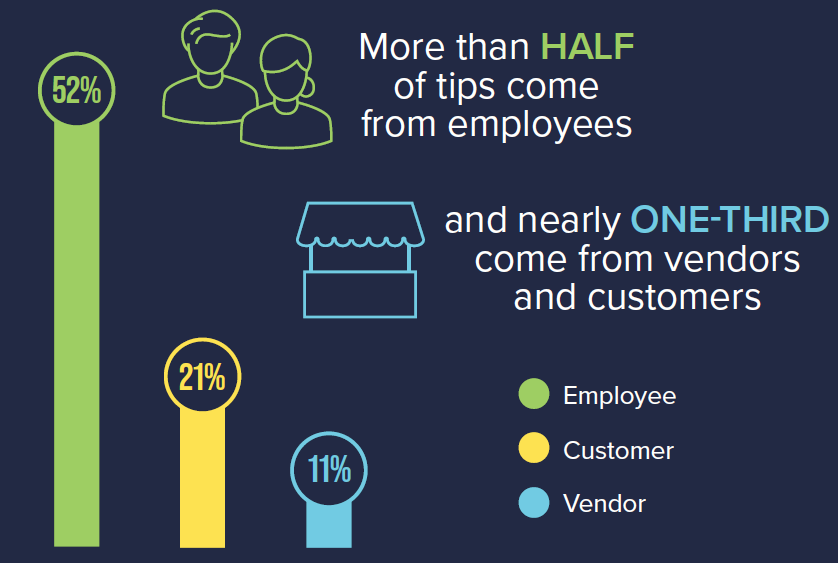 52%
More than HALF
of tips come
from employees
and nearly ONE-THIRD
come from vendors
and customers
21%
11%
Employee
Customer
Vendor